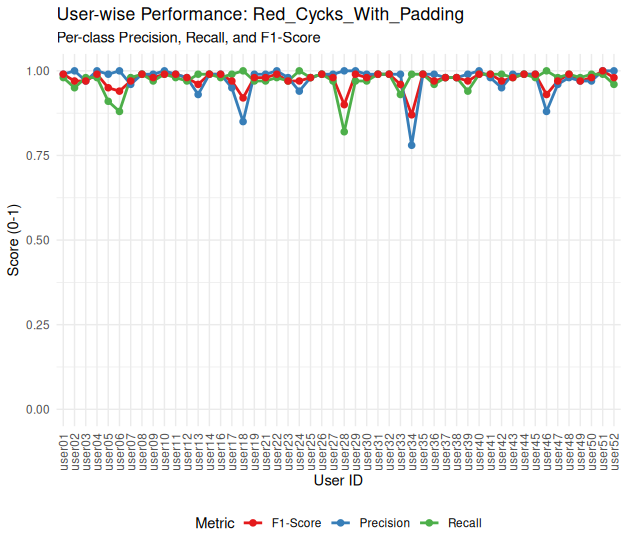 User-wise Performance: Red_Cycks_With_Padding
Per-class Precision, Recall, and F1-Score
Score (0-1)
1.00
0.75
0.50
0.25
0.00
user01
user02
user03
user04
user05
user06
user07
user08
user09
user10
user11
user12
user13
user14
user16
user17
user18
user19
user21
user22
user23
user24
user25
user26
user27
user28
user29
user30
user31
user32
user33
user34
user35
user36
user37
user38
user39
user40
user41
user42
user43
user44
user45
user46
user47
user48
user49
user50
user51
user52
User ID
Metric F1-Score Precision Recall